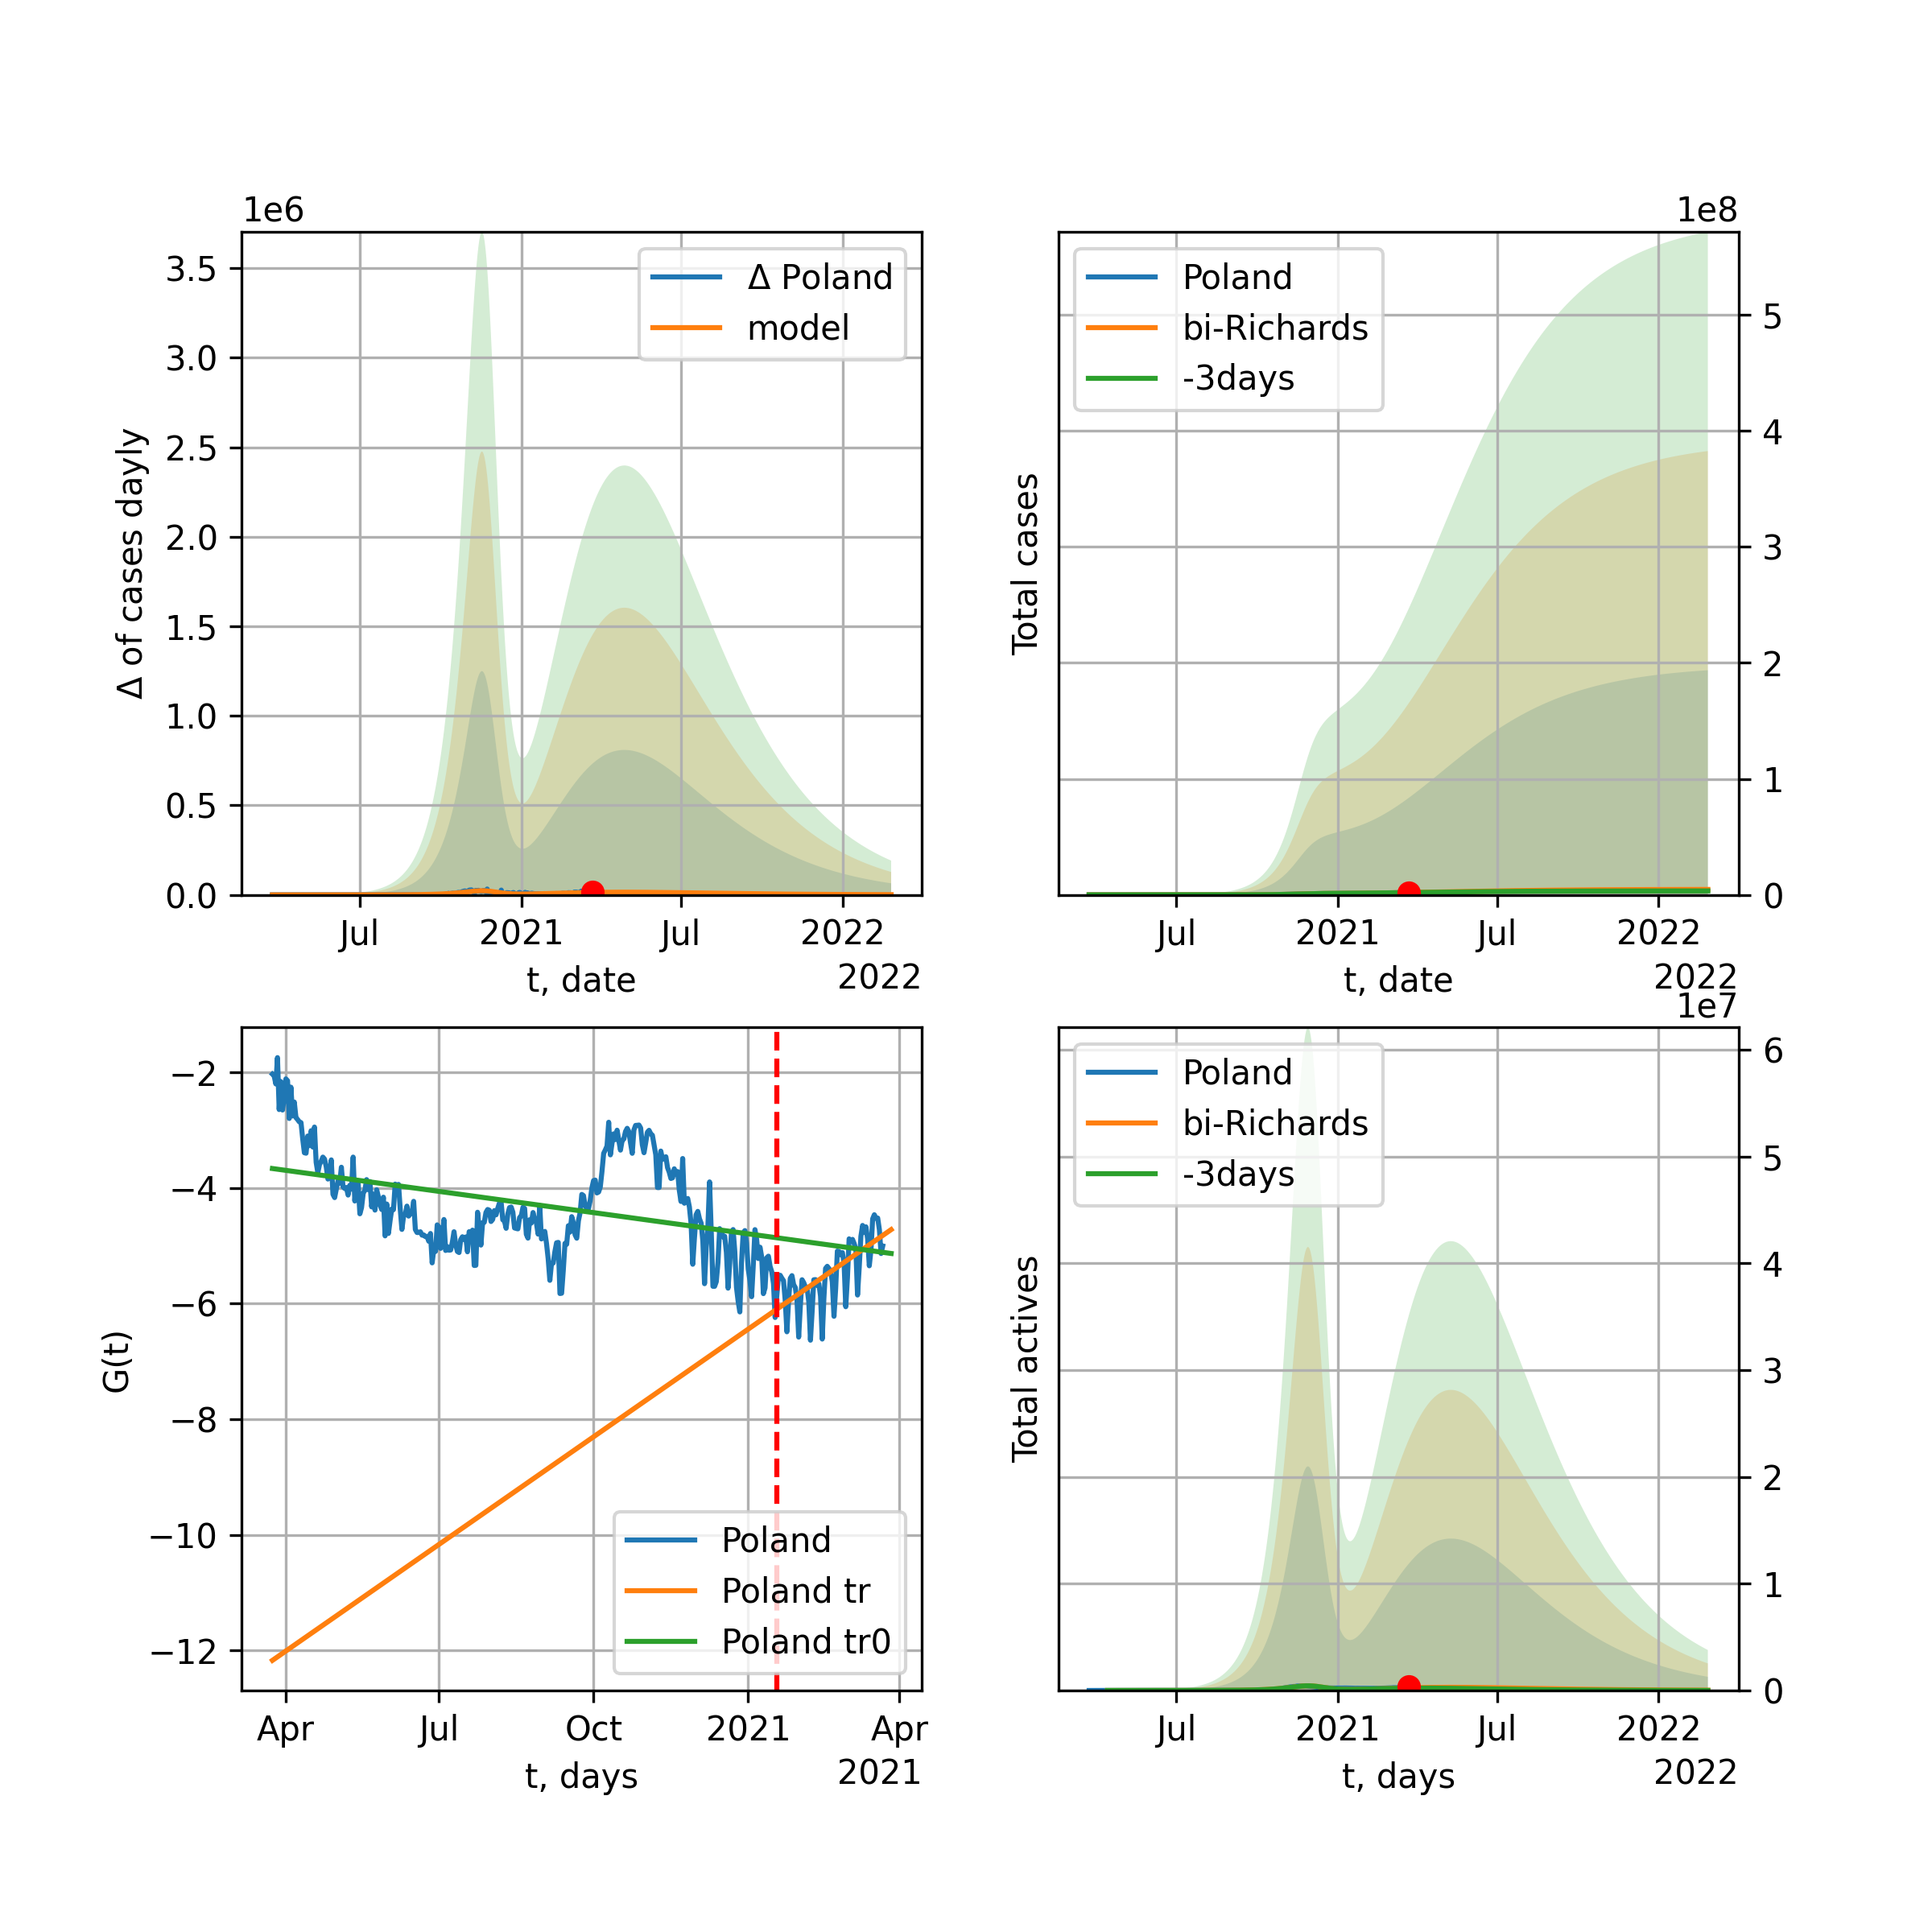 1e6
3.5
3.0
2.5
2.0
1.5
1.0
0.5
0.0
Δ of cases dayly
Δ Poland
model
Jul
2021
Jul
2022
t, date
2022
1e8
Poland
bi-Richards
-3days
Total cases
5
4
3
2
1
0
Jul
2021
Jul
2022
t, date
2022
−2
−4
−6
−8
−10
−12
G(t)
Poland
Poland tr
Poland tr0
Apr
Jul
Oct
2021
Apr
t, days
2021
1e7
Poland
bi-Richards
-3days
Total actives
6
5
4
3
2
1
0
Jul
2021
Jul
2022
t, days
2022